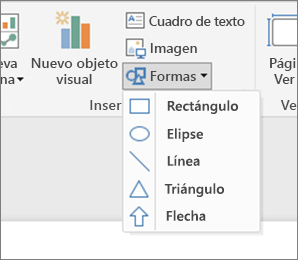 eva
na
Nuevo objeto
visual
Cuadro de texto
Imagen
Formas
Inser
Pági
Ver
Ve
Rectángulo
Elipse
Línea
Triángulo
Flecha